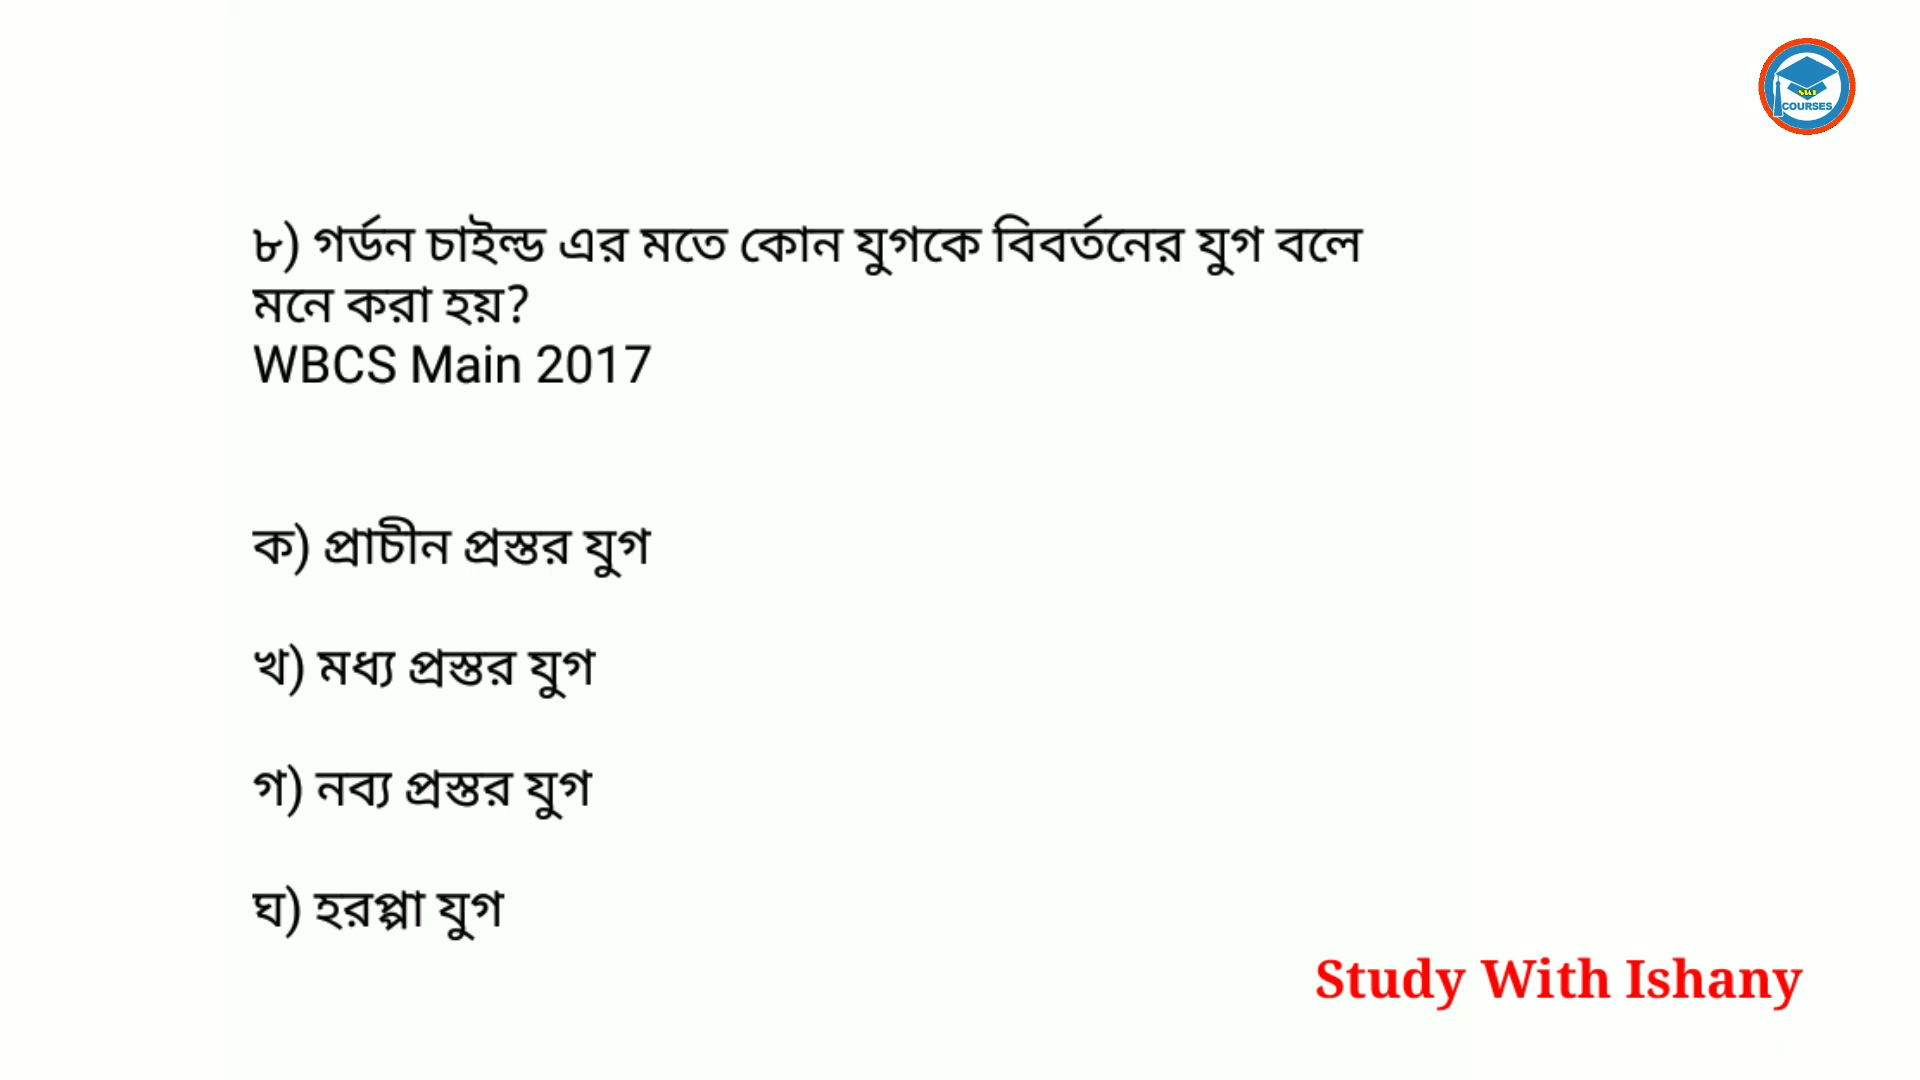 SWI
COURSES
৮) গর্ডন চাইল্ড এর মতে কোন যুগকে বিবর্তনের যুগ বলে
মনে করা হয়?
WBCS Main 2017
ক) প্রাচীন প্রস্তর যুগ
খ) মধ্য প্রস্তর যুগ
গ) নব্য প্রস্তর যুগ
ঘ) হরপ্পা যুগ
Study With Ishany